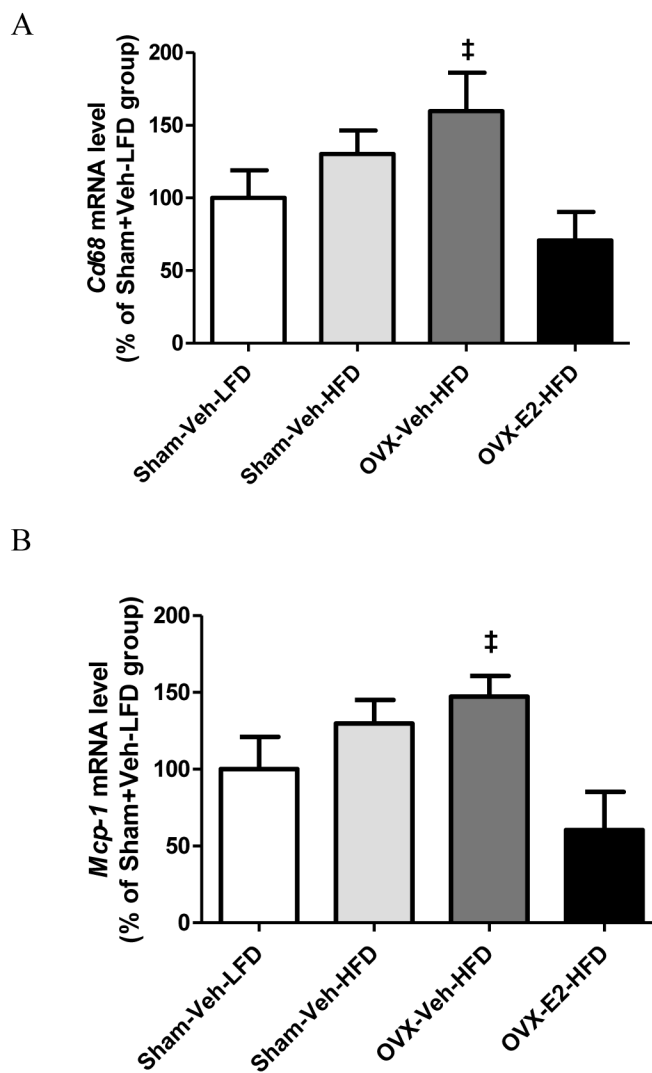 A
Cd68 mRNA level
(% of Sham+Veh-LFD group)
200
150
100
50
0
‡
Sham-Veh-LFD
Sham-Veh-HFD
OVX-Veh-HFD
OVX-E2-HFD
B
Mcp-1 mRNA level
(% of Sham+Veh-LFD group)
200
150
100
50
0
‡
Sham-Veh-LFD
Sham-Veh-HFD
OVX-Veh-HFD
OVX-E2-HFD